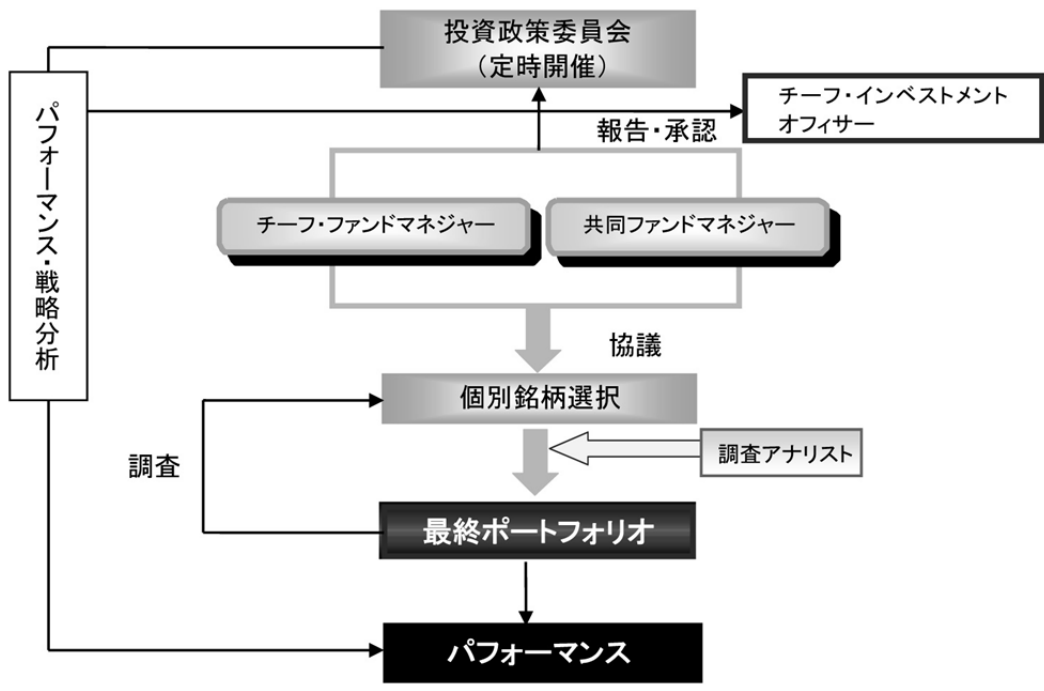 投資政策委員会
（定時開催）
チーフ・インベストメント
オフィサー
報告・承認
パフォーマンス・戦略分析
チーフ・ファンドマネジャー
共同ファンドマネジャー
協議
個別銘柄選択
調査
調査アナリスト
最終ポートフォリオ
パフォーマンス